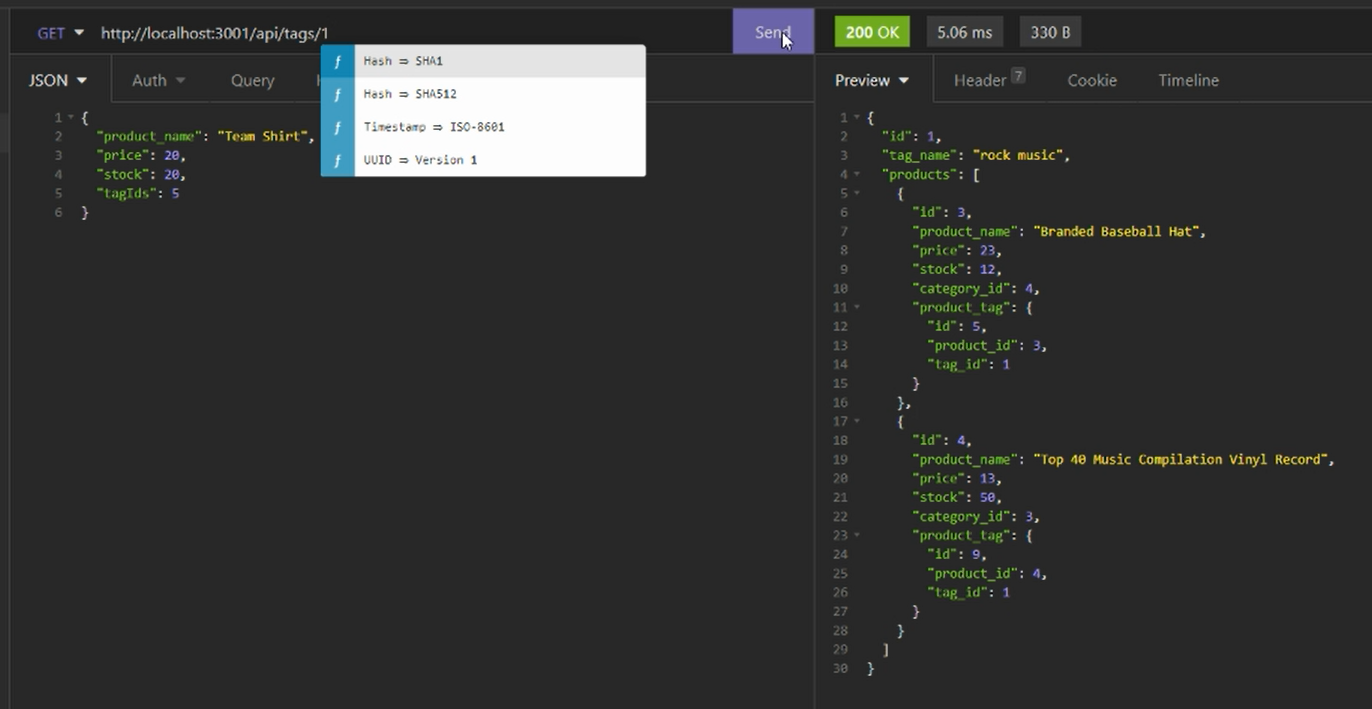 GET http://localhost:3001/api/tags/1 Send 200 OK 5.06 ms 330 B
JSON Auth Query Preview Header 7 Cookie Timeline
f Hash ⇒ SHA1
f Hash ⇒ SHA512
f Timestamp ⇒ ISO-8601
f UUID ⇒ Version 1
1 {
2 "product_name": "Team Shirt",
3 "price": 20,
4 "stock": 20,
5 "tagIds": 5
6 }
1 {
2 "id": 1,
3 "tag_name": "rock music",
4 "products": [
5 {
6 "id": 3,
7 "product_name": "Branded Baseball Hat",
8 "price": 23,
9 "stock": 12,
10 "category_id": 4,
11 "product_tag": {
12 "id": 5,
13 "product_id": 3,
14 "tag_id": 1
15 }
16 },
17 {
18 "id": 4,
19 "product_name": "Top 40 Music Compilation Vinyl Record",
20 "price": 13,
21 "stock": 50,
22 "category_id": 3,
23 "product_tag": {
24 "id": 9,
25 "product_id": 4,
26 "tag_id": 1
27 }
28 }
29 ]
30 }